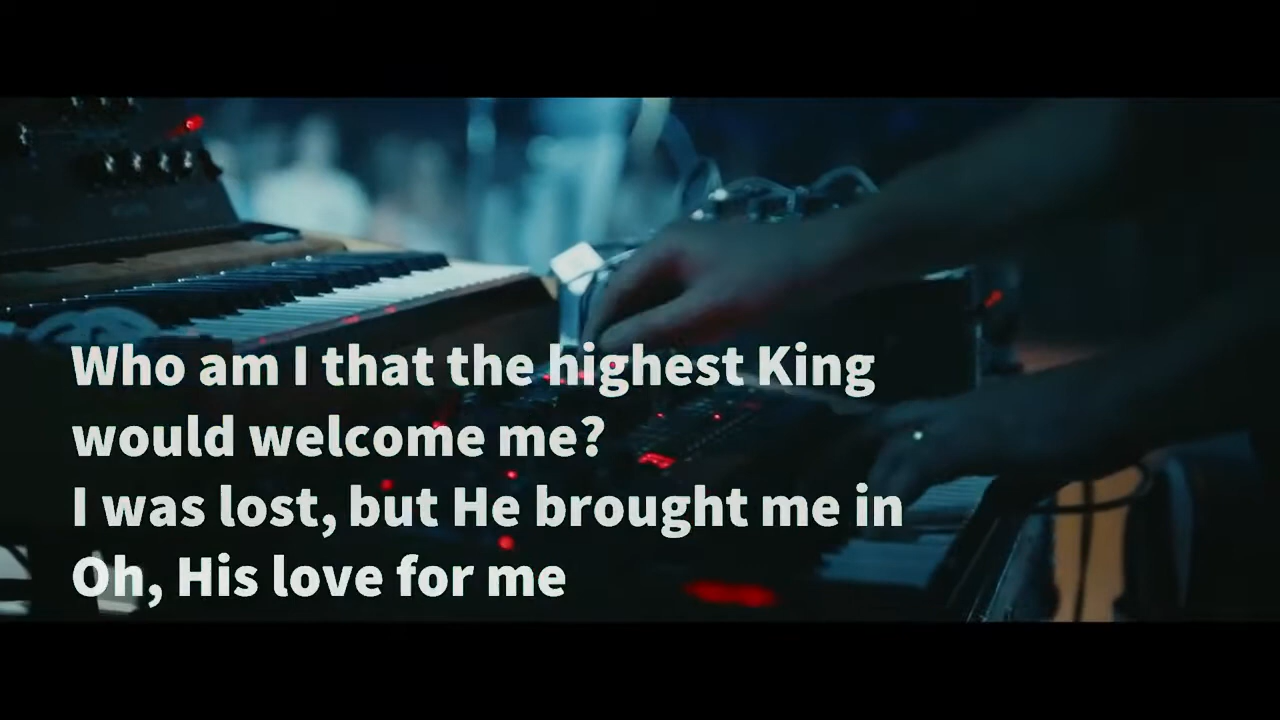 Who am I that the highest King
would welcome me?
I was lost, but He brought me in
Oh, His love for me